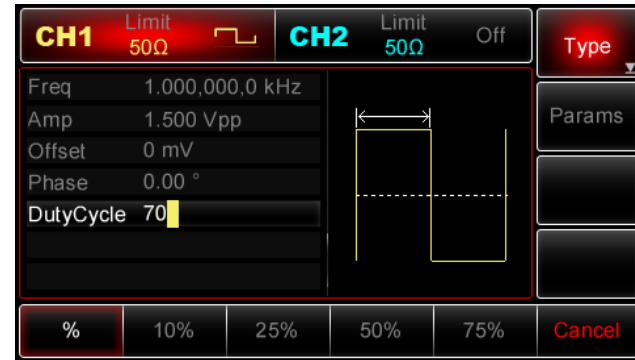 CH1 Limit 50Ω CH2 Limit 50Ω Off Type
Freq 1.000,000,0 kHz
Amp 1.500 Vpp Params
Offset 0 mV
Phase 0.00 °
DutyCycle 70
% 10% 25% 50% 75% Cancel